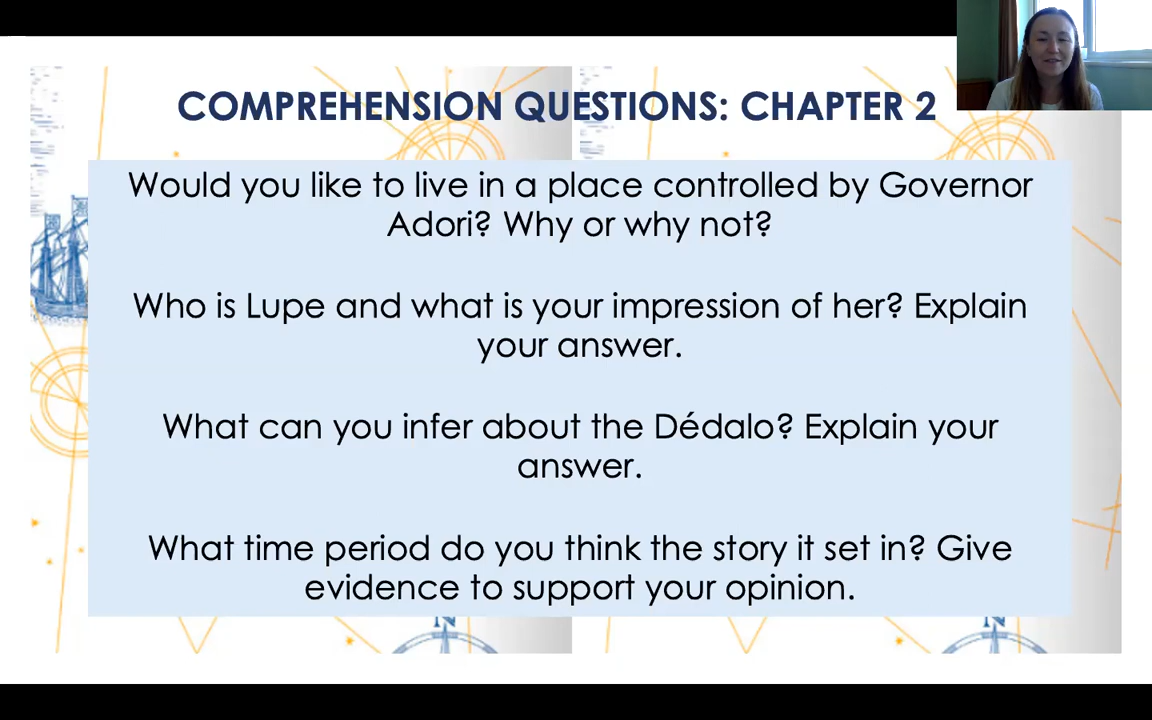 COMPREHENSION QUESTIONS: CHAPTER 2
Would you like to live in a place controlled by Governor
Adori? Why or why not?
Who is Lupe and what is your impression of her? Explain
your answer.
What can you infer about the Dédalo? Explain your
answer.
What time period do you think the story it set in? Give
evidence to support your opinion.
N
N